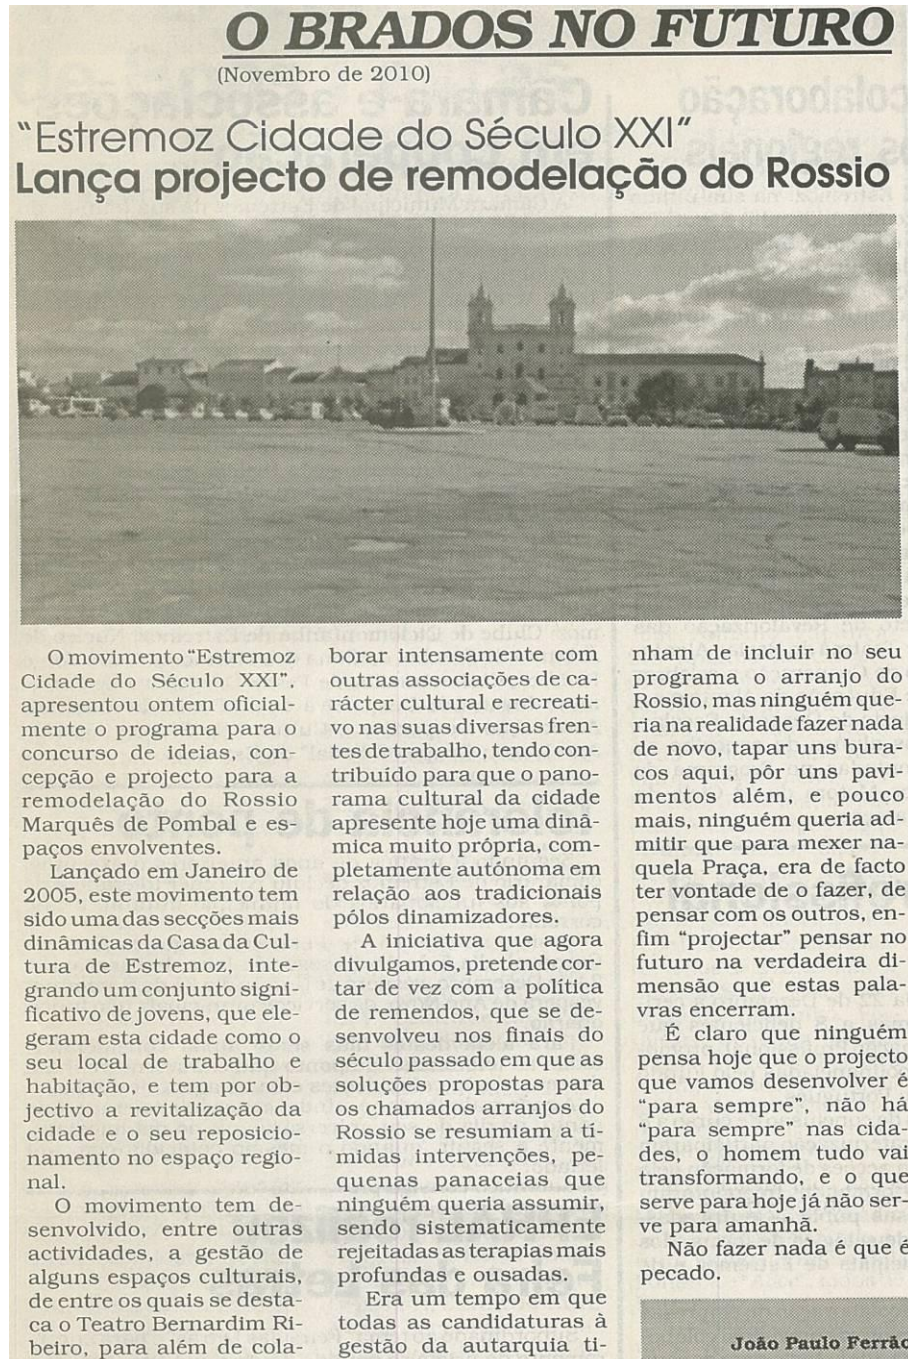 O BRADOS NO FUTURO
(Novembro de 2010)
"Estremoz Cidade do Século XXI"
Lança projecto de remodelação do Rossio
O movimento "Estremoz
Cidade do Século XXI",
apresentou ontem oficial-
mente o programa para o
concurso de ideias, con-
cepção e projecto para a
remodelação do Rossio
Marquês de Pombal e es-
paços envolventes.
Lançado em Janeiro de
2005, este movimento tem
sido uma das secções mais
dinâmicas da Casa da Cul-
tura de Estremoz, inte-
grando um conjunto signi-
ficativo de jovens, que ele-
geram esta cidade como o
seu local de trabalho e
habitação, e tem por ob-
jectivo a revitalização da
cidade e o seu reposicio-
namento no espaço regio-
nal.
O movimento tem de-
senvolvido, entre outras
actividades, a gestão de
alguns espaços culturais,
de entre os quais se desta-
ca o Teatro Bernardim Ri-
beiro, para além de cola-
borar intensamente com
outras associações de ca-
rácter cultural e recreati-
vo nas suas diversas fren-
tes de trabalho, tendo con-
tribuído para que o pano-
rama cultural da cidade
apresente hoje uma dinâ-
mica muito própria, com-
pletamente autónoma em
relação aos tradicionais
pólos dinamizadores.
A iniciativa que agora
divulgamos, pretende cor-
tar de vez com a política
de remendos, que se de-
senvolveu nos finais do
século passado em que as
soluções propostas para
os chamados arranjos do
Rossio se resumiam a tí-
midas intervenções, pe-
quenas panaceias que
ninguém queria assumir,
sendo sistematicamente
rejeitadas as terapias mais
profundas e ousadas.
Era um tempo em que
todas as candidaturas à
gestão da autarquia ti-
nham de incluir no seu
programa o arranjo do
Rossio, mas ninguém que-
ria na realidade fazer nada
de novo, tapar uns bura-
cos aqui, pôr uns pavi-
mentos além, e pouco
mais, ninguém queria ad-
mitir que para mexer na-
quela Praça, era de facto
ter vontade de o fazer, de
pensar com os outros, en-
fim "projectar" pensar no
futuro na verdadeira di-
mensão que estas pala-
vras encerram.
É claro que ninguém
pensa hoje que o projecto
que vamos desenvolver é
"para sempre", não há
"para sempre" nas cida-
des, o homem tudo vai
transformando, e o que
serve para hoje já não ser-
ve para amanhã.
Não fazer nada é que é
pecado.
João Paulo Ferrão